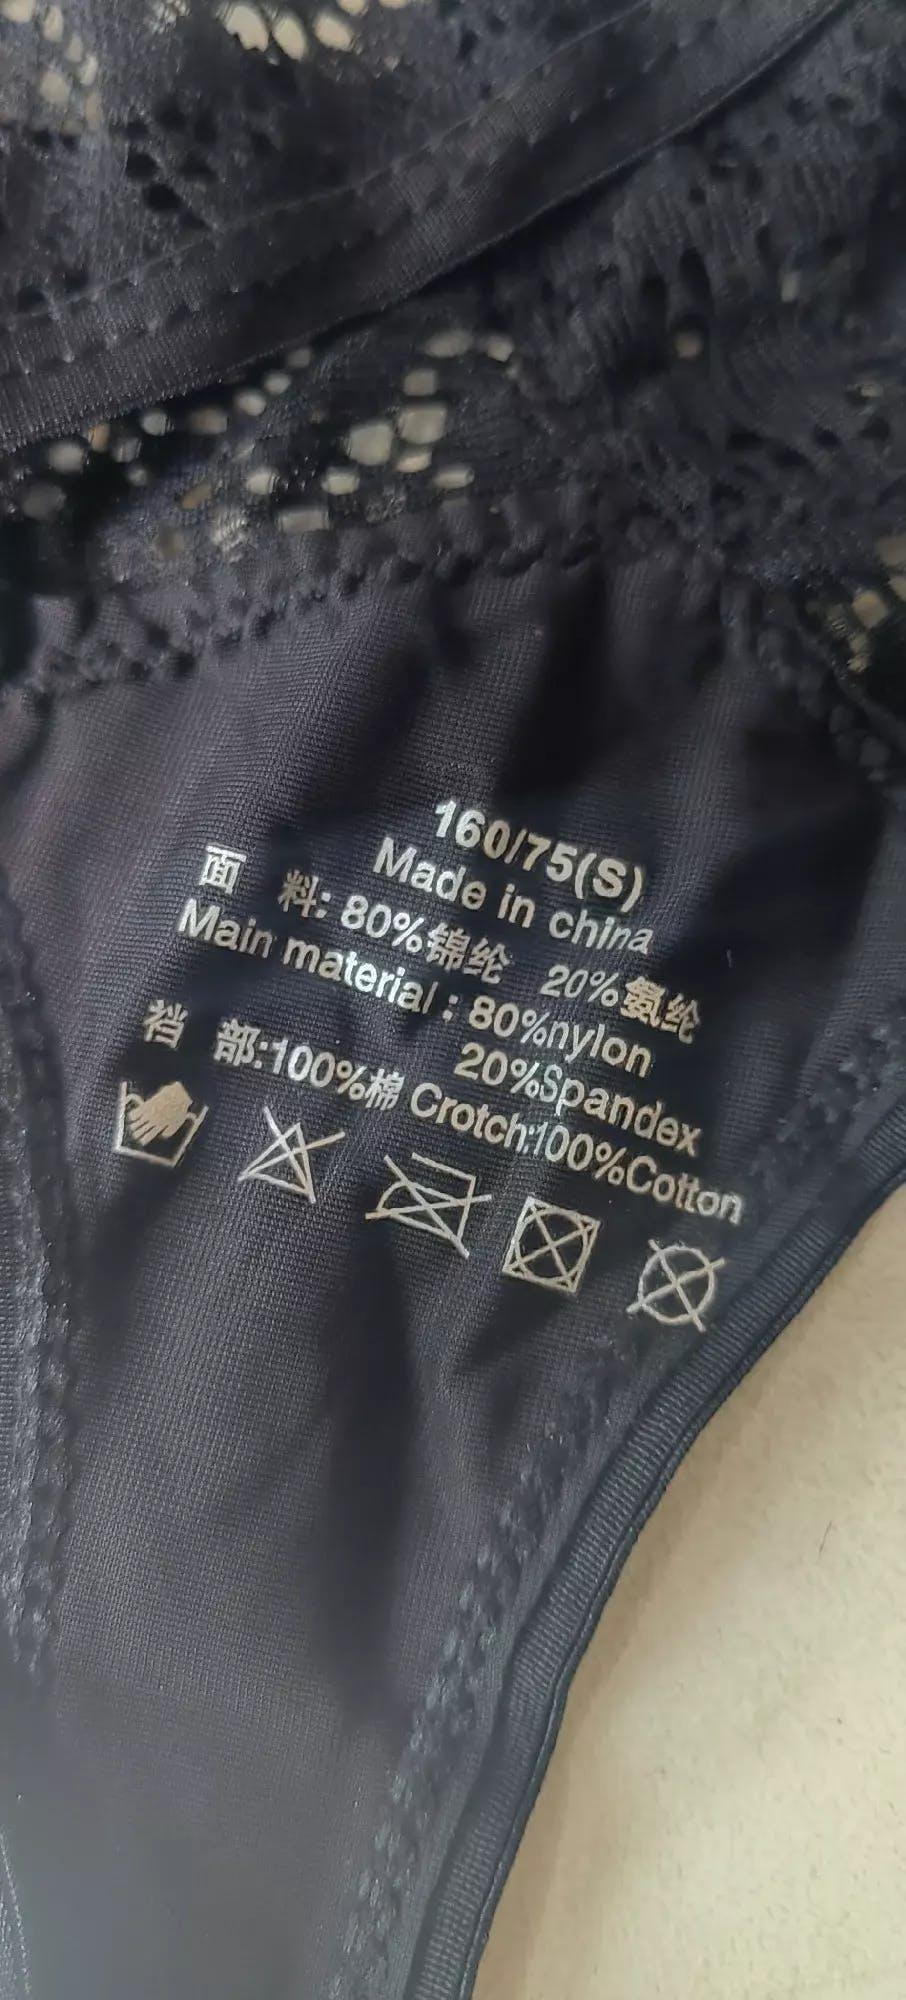 160/75(S)
Made in china
面 料: 80%锦纶 20%氨纶
Main material : 80%nylon
20%Spandex
裆 部:100%棉 Crotch:100%Cotton